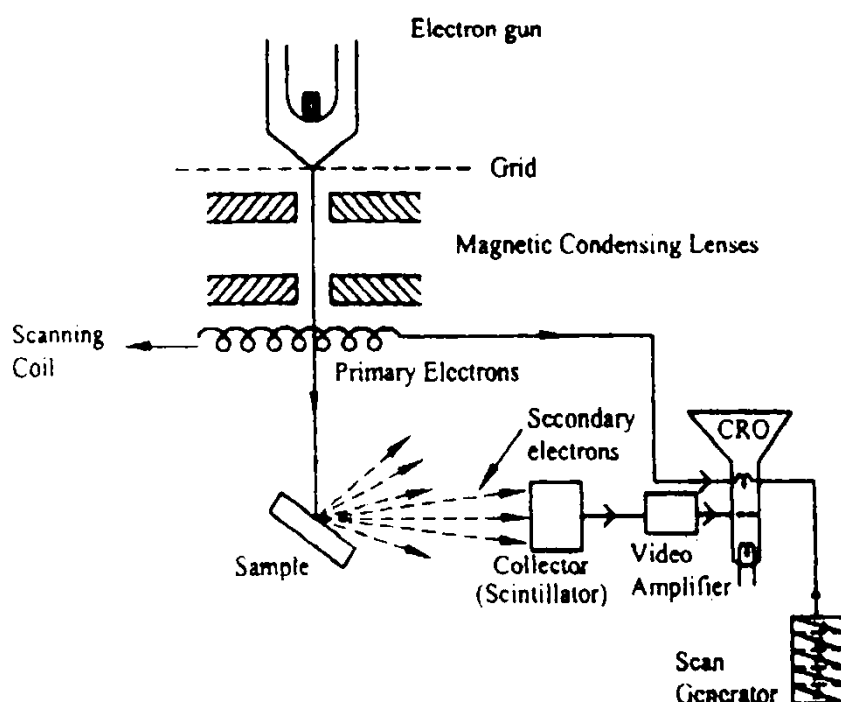 Electron gun
Grid
Magnetic Condensing Lenses
Scanning
Coil
Primary Electrons
Secondary
electrons
CRO
Sample
Collector
(Scintillator)
Video
Amplifier
Scan
Generator